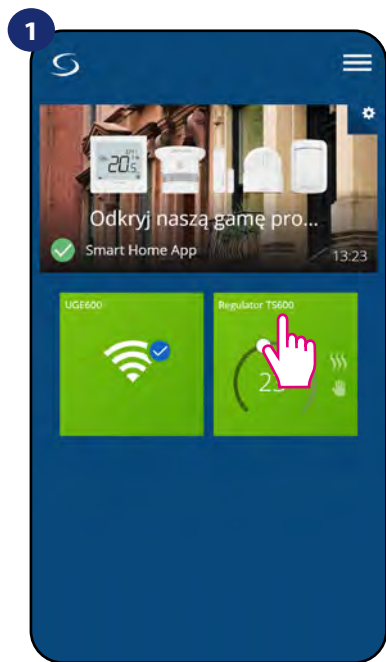 1
Odkryj naszą gamę pro...
Smart Home App
13:23
UGE600
Regulator TS600